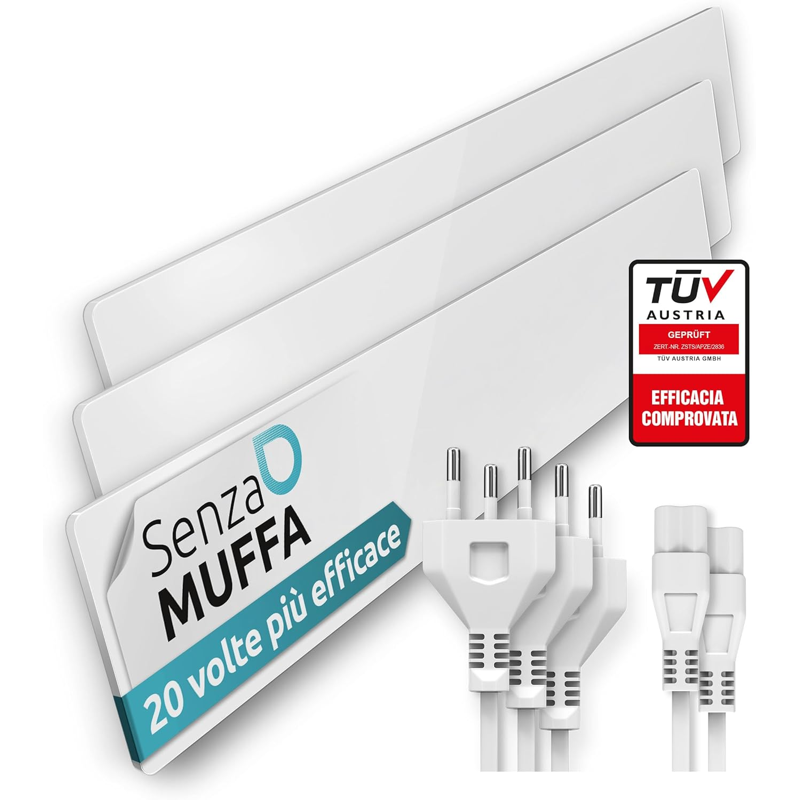 Senza
MUFFA
20 volte più efficace
TÜV
AUSTRIA
GEPRÜFT
ZERT.-NR. ZSTS/APZE/2836
TÜV AUSTRIA GMBH
EFFICACIA
COMPROVATA